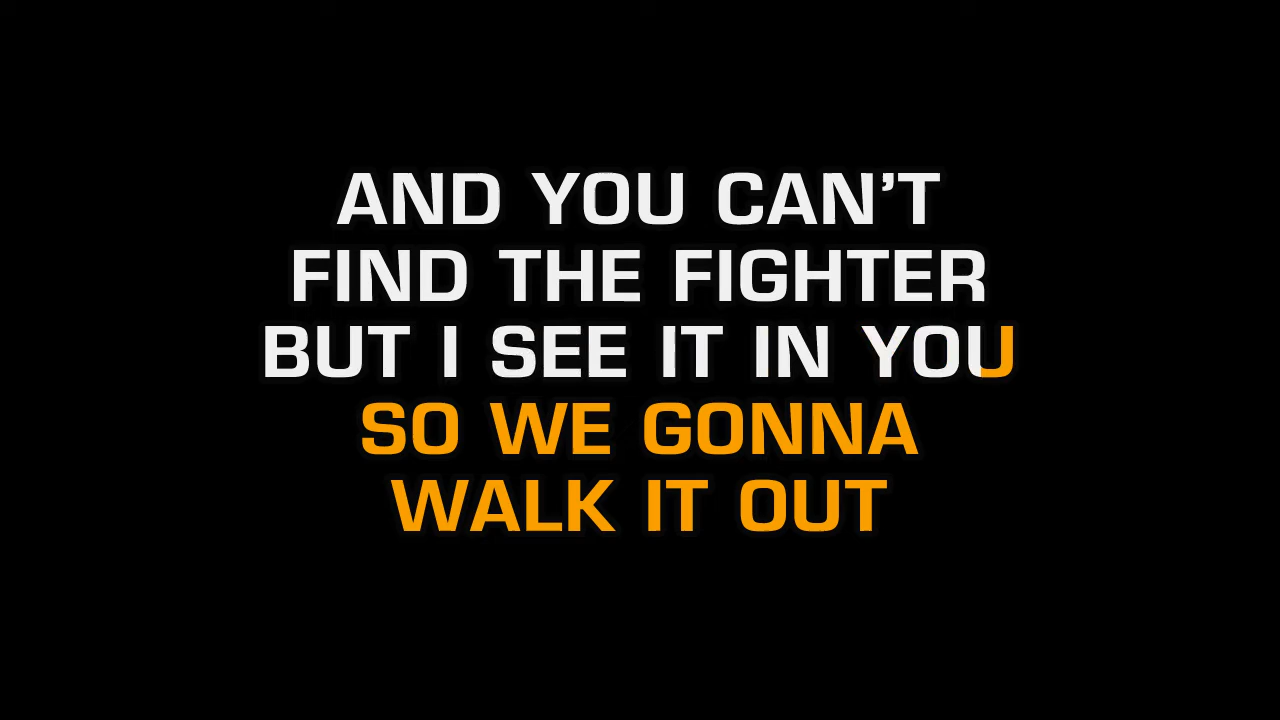 AND YOU CAN’T
FIND THE FIGHTER
BUT I SEE IT IN YOU
SO WE GONNA
WALK IT OUT